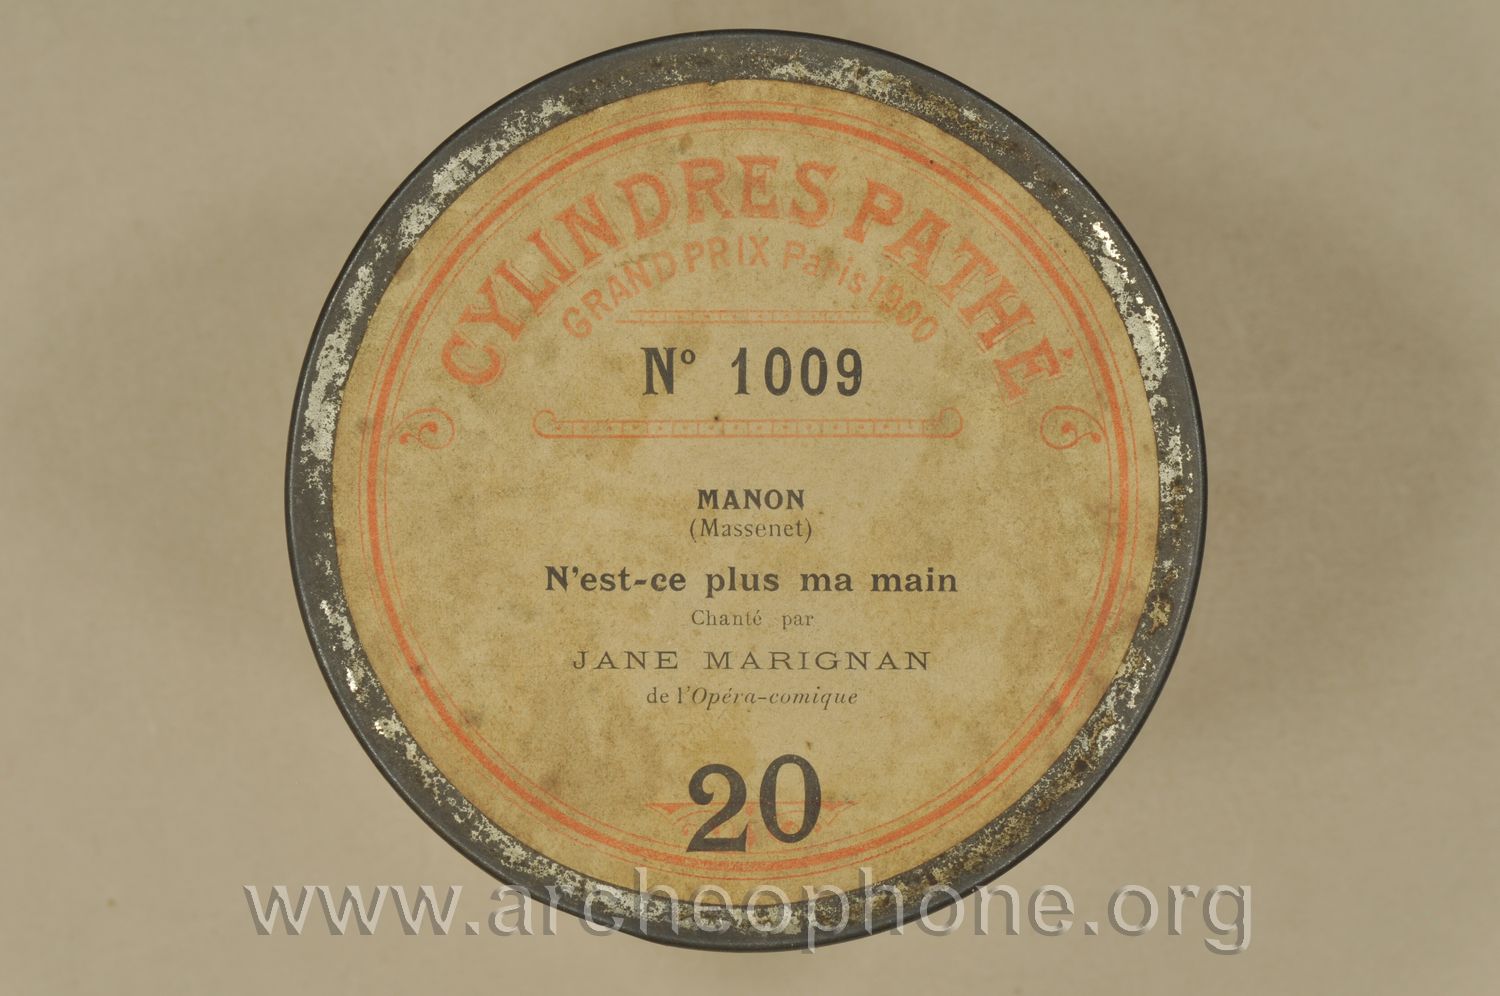 CYLINDRES PATHÉ
GRAND PRIX Paris 1900
Nº 1009
MANON
(Massenet)
N'est-ce plus ma main
Chanté par
JANE MARIGNAN
de l'Opéra-comique
20
www.archeophone.org